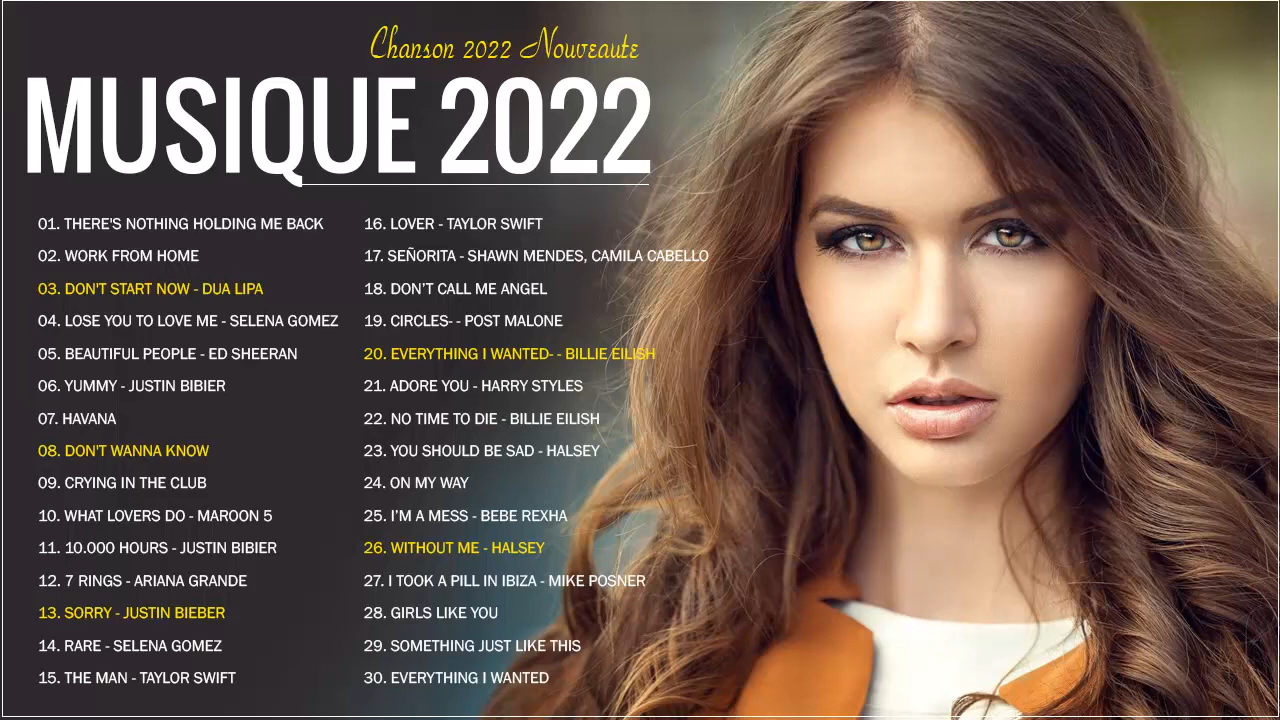 Chanson 2022 Nouveaute
MUSIQUE 2022
01. THERE'S NOTHING HOLDING ME BACK
02. WORK FROM HOME
03. DON'T START NOW - DUA LIPA
04. LOSE YOU TO LOVE ME - SELENA GOMEZ
05. BEAUTIFUL PEOPLE - ED SHEERAN
06. YUMMY - JUSTIN BIBIER
07. HAVANA
08. DON'T WANNA KNOW
09. CRYING IN THE CLUB
10. WHAT LOVERS DO - MAROON 5
11. 10.000 HOURS - JUSTIN BIBIER
12. 7 RINGS - ARIANA GRANDE
13. SORRY - JUSTIN BIEBER
14. RARE - SELENA GOMEZ
15. THE MAN - TAYLOR SWIFT
16. LOVER - TAYLOR SWIFT
17. SEÑORITA - SHAWN MENDES, CAMILA CABELLO
18. DON'T CALL ME ANGEL
19. CIRCLES- - POST MALONE
20. EVERYTHING I WANTED- - BILLIE EILISH
21. ADORE YOU - HARRY STYLES
22. NO TIME TO DIE - BILLIE EILISH
23. YOU SHOULD BE SAD - HALSEY
24. ON MY WAY
25. I'M A MESS - BEBE REXHA
26. WITHOUT ME - HALSEY
27. I TOOK A PILL IN IBIZA - MIKE POSNER
28. GIRLS LIKE YOU
29. SOMETHING JUST LIKE THIS
30. EVERYTHING I WANTED